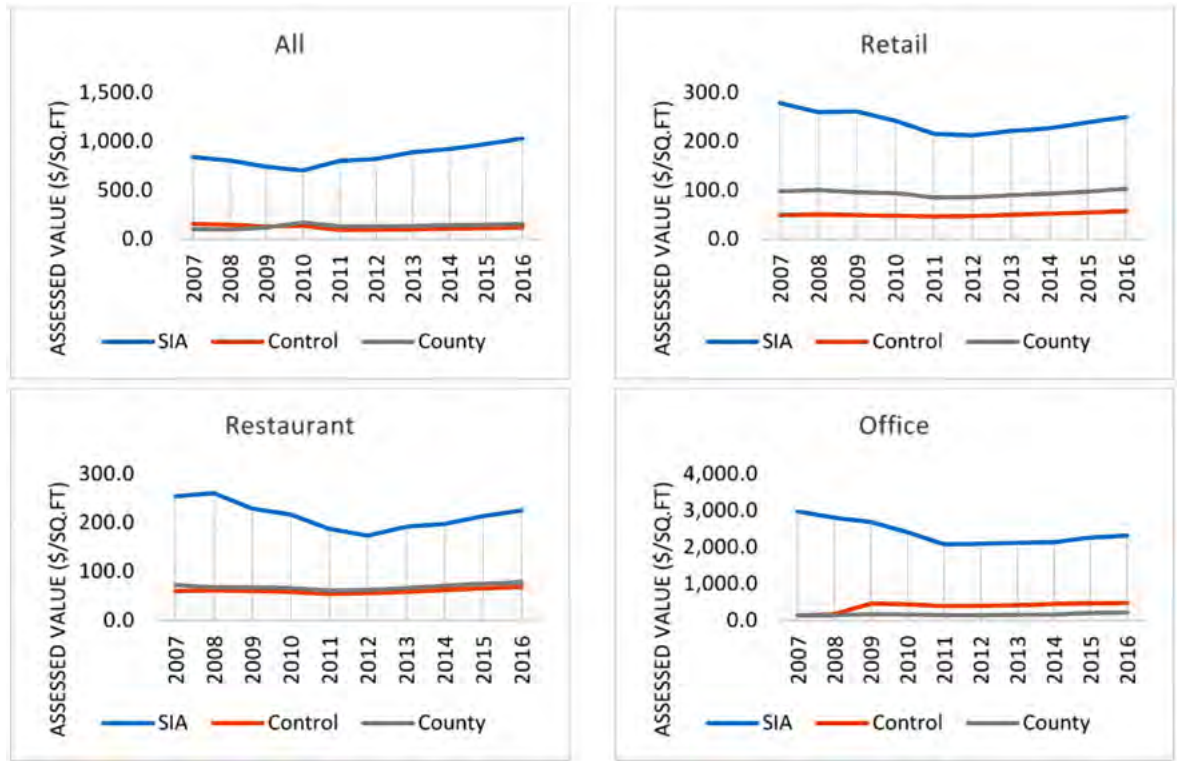 All
ASSESSED VALUE ($/SQ.FT)
1,500.0
1,000.0
500.0
0.0
2007 2008 2009 2010 2011 2012 2013 2014 2015 2016
SIA Control County
Retail
ASSESSED VALUE ($/SQ.FT)
300.0
200.0
100.0
0.0
2007 2008 2009 2010 2011 2012 2013 2014 2015 2016
SIA Control County
Restaurant
ASSESSED VALUE ($/SQ.FT)
300.0
200.0
100.0
0.0
2007 2008 2009 2010 2011 2012 2013 2014 2015 2016
SIA Control County
Office
ASSESSED VALUE ($/SQ.FT)
4,000.0
3,000.0
2,000.0
1,000.0
0.0
2007 2008 2009 2010 2011 2012 2013 2014 2015 2016
SIA Control County